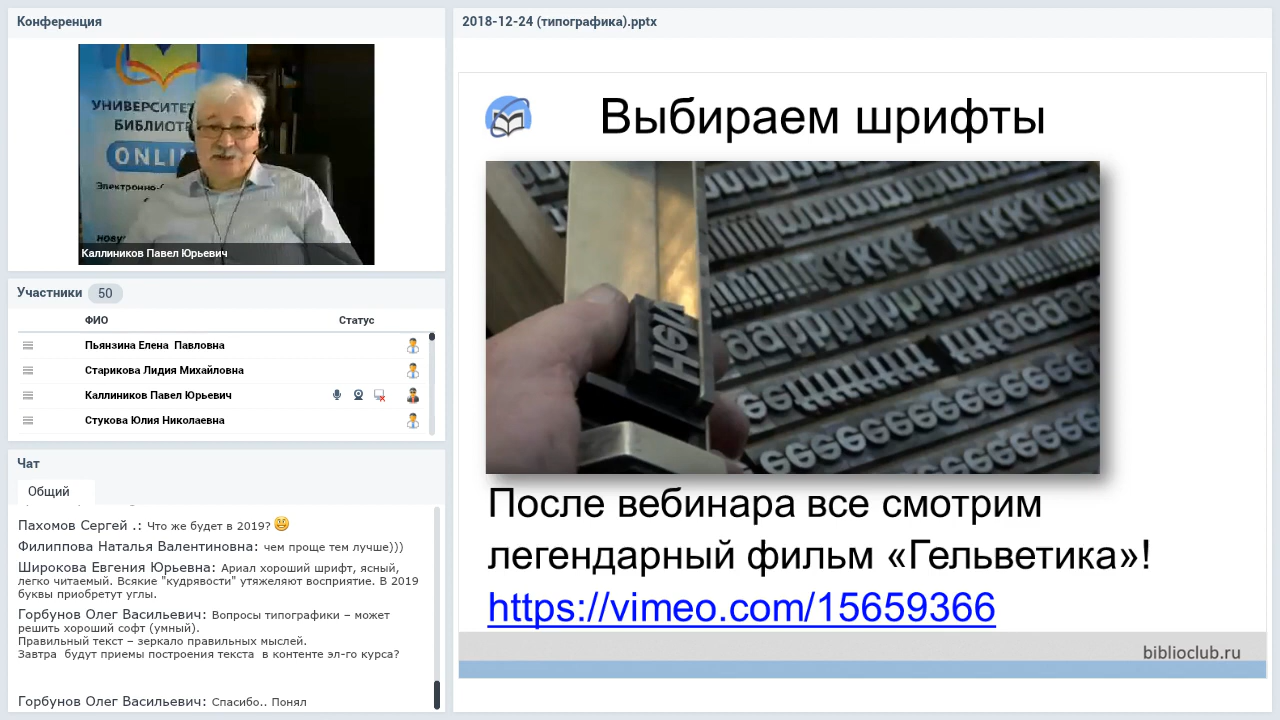 Конференция
УНИВЕРСИТЕ
БИБЛИОТЕ
ONLIN
Каллиников Павел Юрьевич
Участники 50
ФИО Статус
Пьянзина Елена Павловна
Старикова Лидия Михайловна
Каллиников Павел Юрьевич
Стукова Юлия Николаевна
Чат
Общий
Пахомов Сергей .: Что же будет в 2019?
Филиппова Наталья Валентиновна: чем проще тем лучше)))
Широкова Евгения Юрьевна: Ариал хороший шрифт, ясный,
легко читаемый. Всякие "кудрявости" утяжеляют восприятие. В 2019
буквы приобретут углы.
Горбунов Олег Васильевич: Вопросы типографики – может
решить хороший софт (умный).
Правильный текст – зеркало правильных мыслей.
Завтра будут приемы построения текста в контенте эл-го курса?
Горбунов Олег Васильевич: Спасибо.. Понял
2018-12-24 (типографика).pptx
Выбираем шрифты
После вебинара все смотрим
легендарный фильм «Гельветика»!
https://vimeo.com/15659366
biblioclub.ru